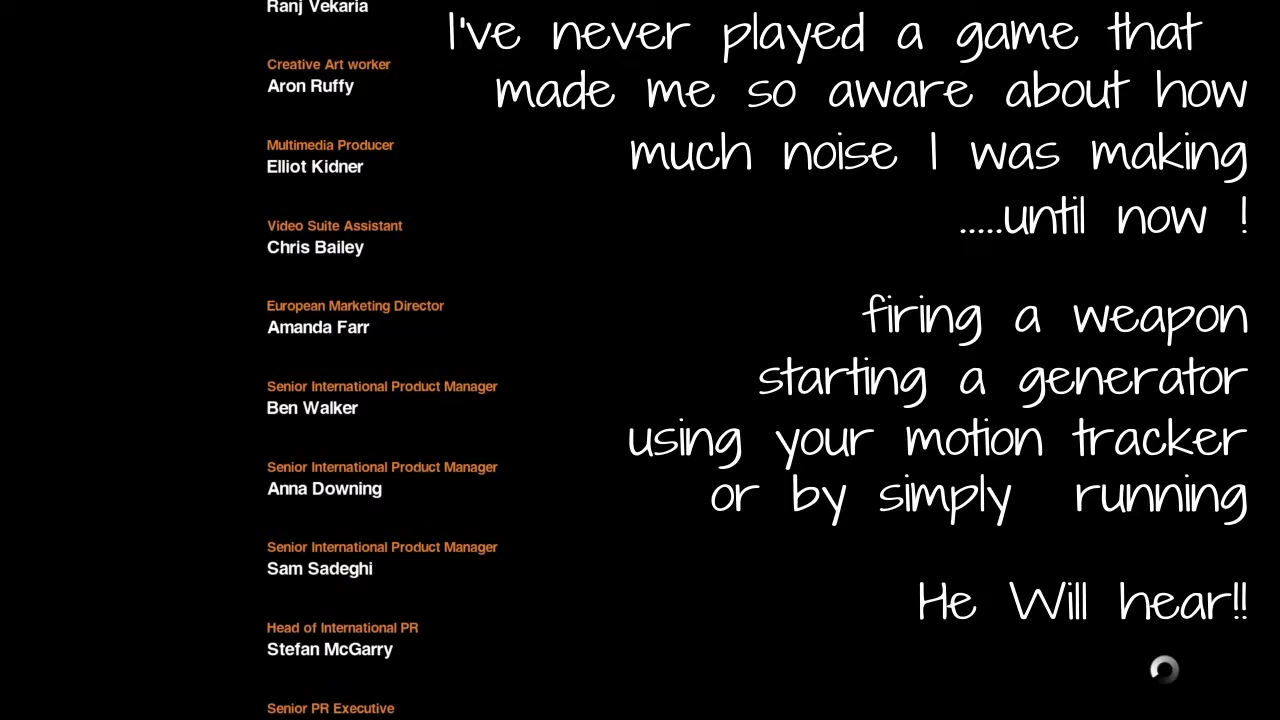 Ranj Vekaria
Creative Art worker
Aron Ruffy
Multimedia Producer
Elliot Kidner
Video Suite Assistant
Chris Bailey
European Marketing Director
Amanda Farr
Senior International Product Manager
Ben Walker
Senior International Product Manager
Anna Downing
Senior International Product Manager
Sam Sadeghi
Head of International PR
Stefan McGarry
Senior PR Executive
I've never played a game that
made me so aware about how
much noise I was making
.....until now !
firing a weapon
starting a generator
using your motion tracker
or by simply running
He Will hear!!